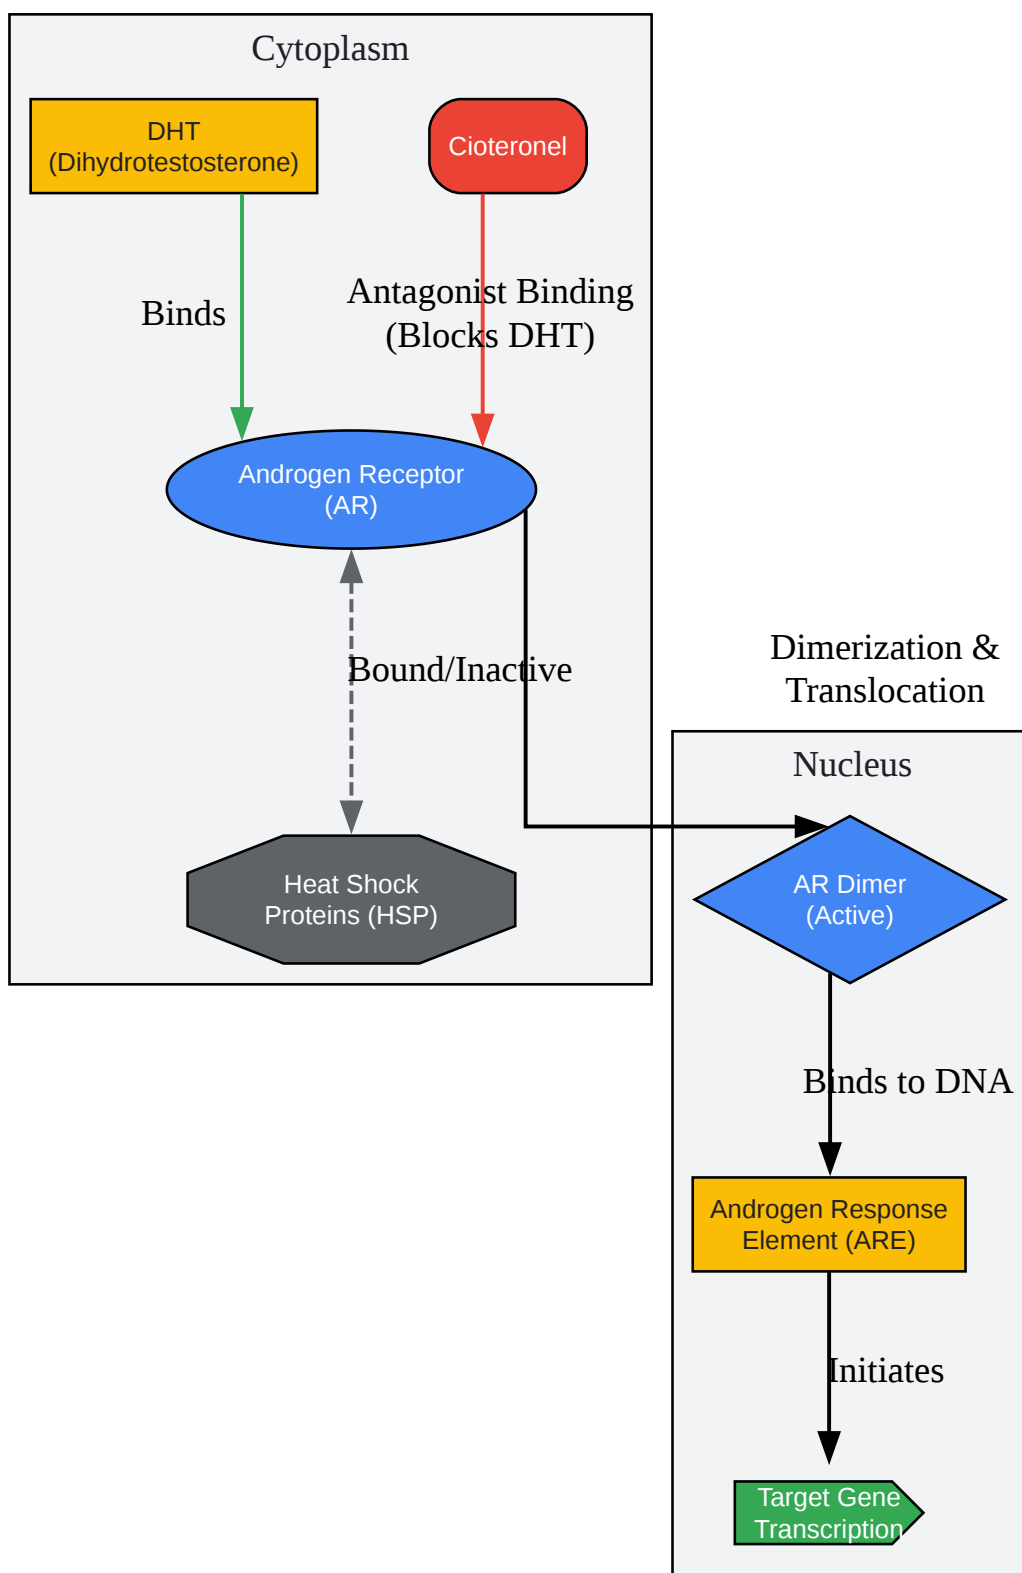 Cytoplasm
DHT
(Dihydrotestosterone)
Cioteronel
Binds
Antagonist Binding
(Blocks DHT)
Androgen Receptor
(AR)
Bound/Inactive
Heat Shock
Proteins (HSP)
Dimerization &
Translocation
Nucleus
AR Dimer
(Active)
Binds to DNA
Androgen Response
Element (ARE)
Initiates
Target Gene
Transcription